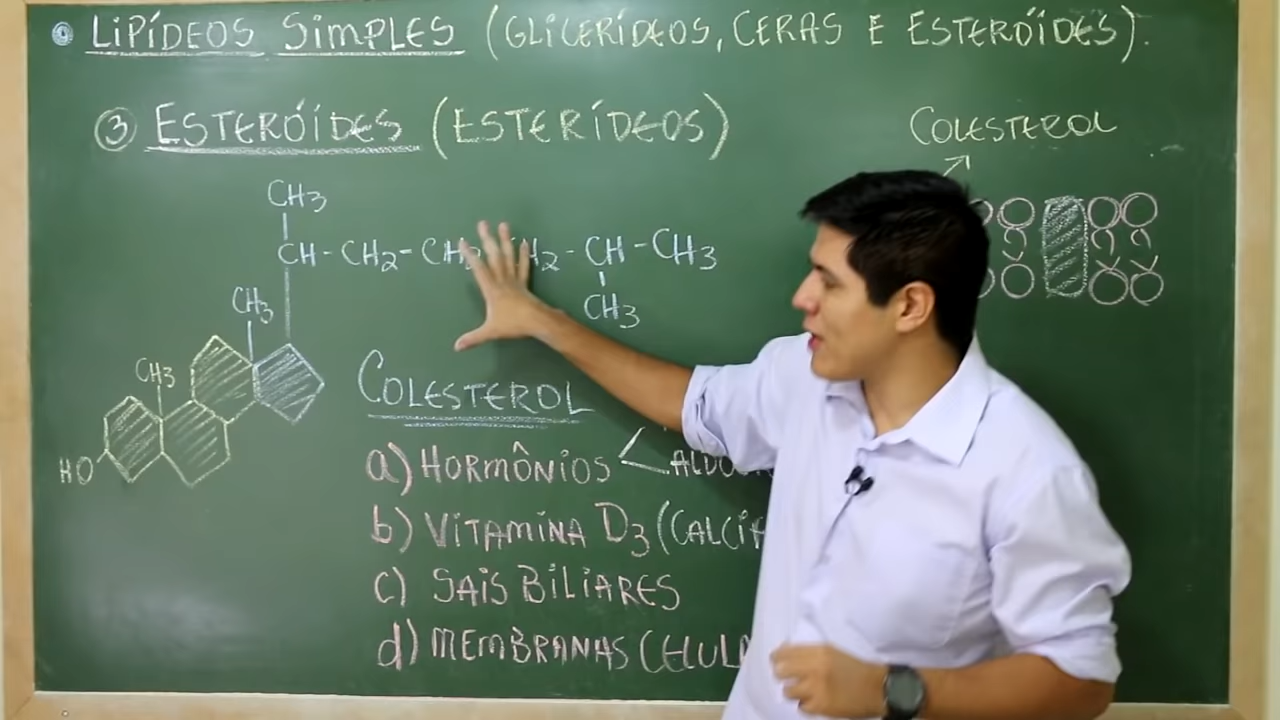 LIPÍDEOS SIMPLES (GLICERÍDEOS, CERAS E ESTERÓIDES).
③ ESTERÓIDES (ESTERÍDEOS)
COLESTEROL
CH3
CH-CH2-CH2 H2-CH-CH3
CH3
CH3
CH3
HO
COLESTEROL
a) HORMÔNIOS
b) VITAMINA D3
c) SAIS BILIARES
d) MEMBRANAS